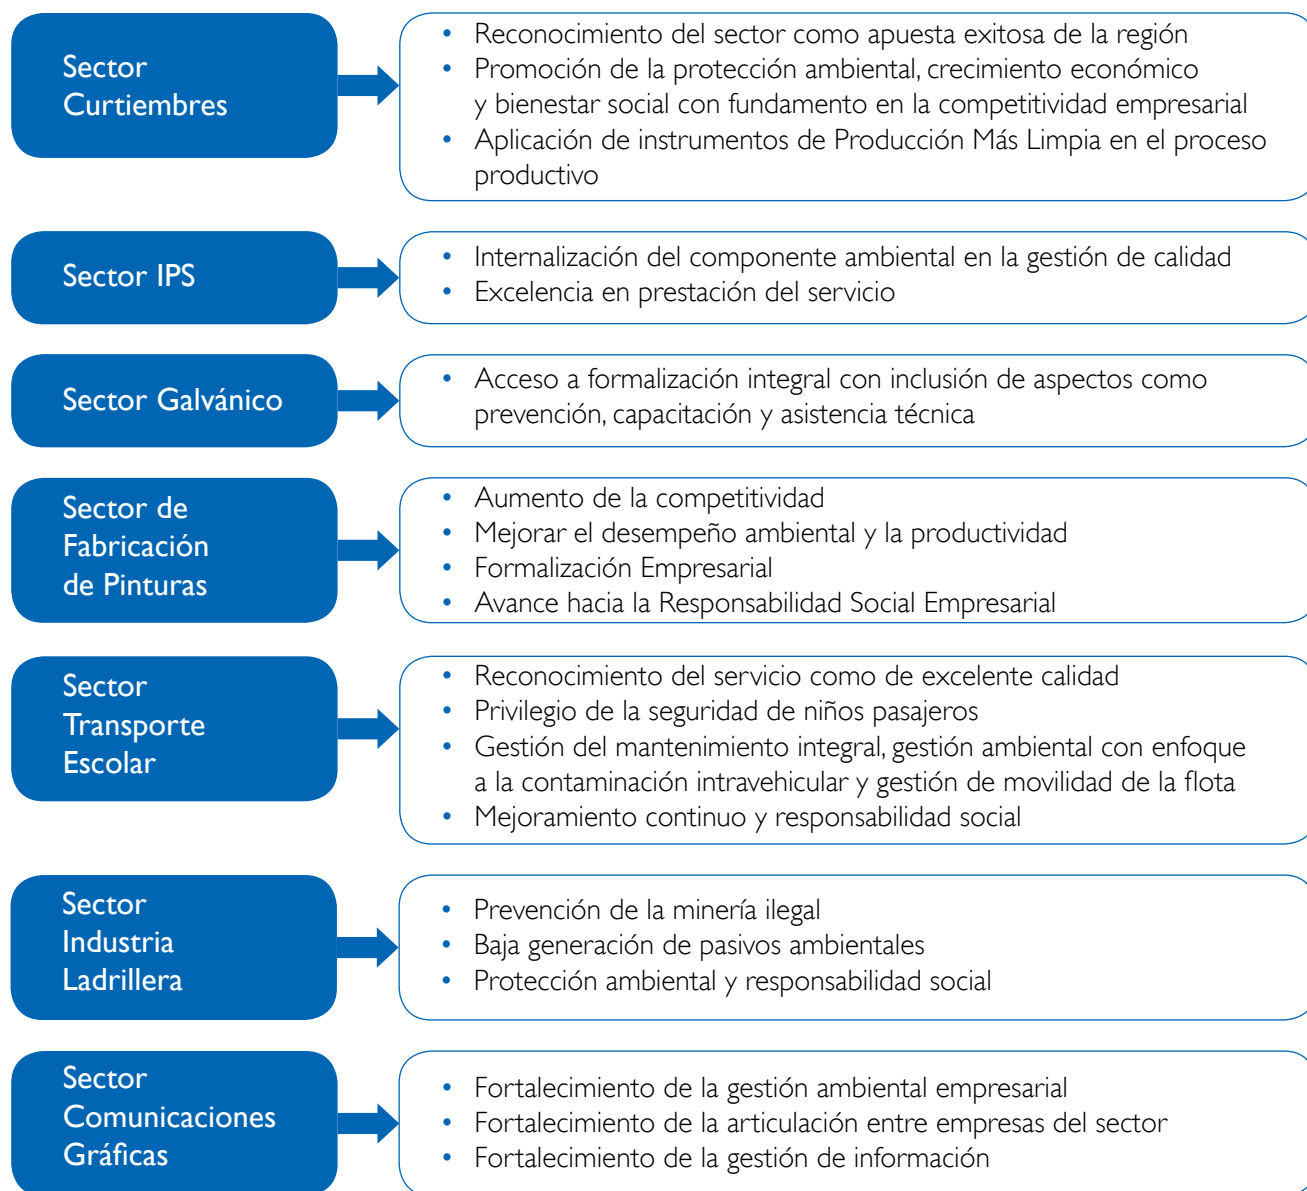 Sector
Curtiembres
• Reconocimiento del sector como apuesta exitosa de la región
• Promoción de la protección ambiental, crecimiento económico
y bienestar social con fundamento en la competitividad empresarial
• Aplicación de instrumentos de Producción Más Limpia en el proceso
productivo
Sector IPS
• Internalización del componente ambiental en la gestión de calidad
• Excelencia en prestación del servicio
Sector Galvánico
• Acceso a formalización integral con inclusión de aspectos como
prevención, capacitación y asistencia técnica
Sector de
Fabricación
de Pinturas
• Aumento de la competitividad
• Mejorar el desempeño ambiental y la productividad
• Formalización Empresarial
• Avance hacia la Responsabilidad Social Empresarial
Sector
Transporte
Escolar
• Reconocimiento del servicio como de excelente calidad
• Privilegio de la seguridad de niños pasajeros
• Gestión del mantenimiento integral, gestión ambiental con enfoque
a la contaminación intravehicular y gestión de movilidad de la flota
• Mejoramiento continuo y responsabilidad social
Sector
Industria
Ladrillera
• Prevención de la minería ilegal
• Baja generación de pasivos ambientales
• Protección ambiental y responsabilidad social
Sector
Comunicaciones
Gráficas
• Fortalecimiento de la gestión ambiental empresarial
• Fortalecimiento de la articulación entre empresas del sector
• Fortalecimiento de la gestión de información